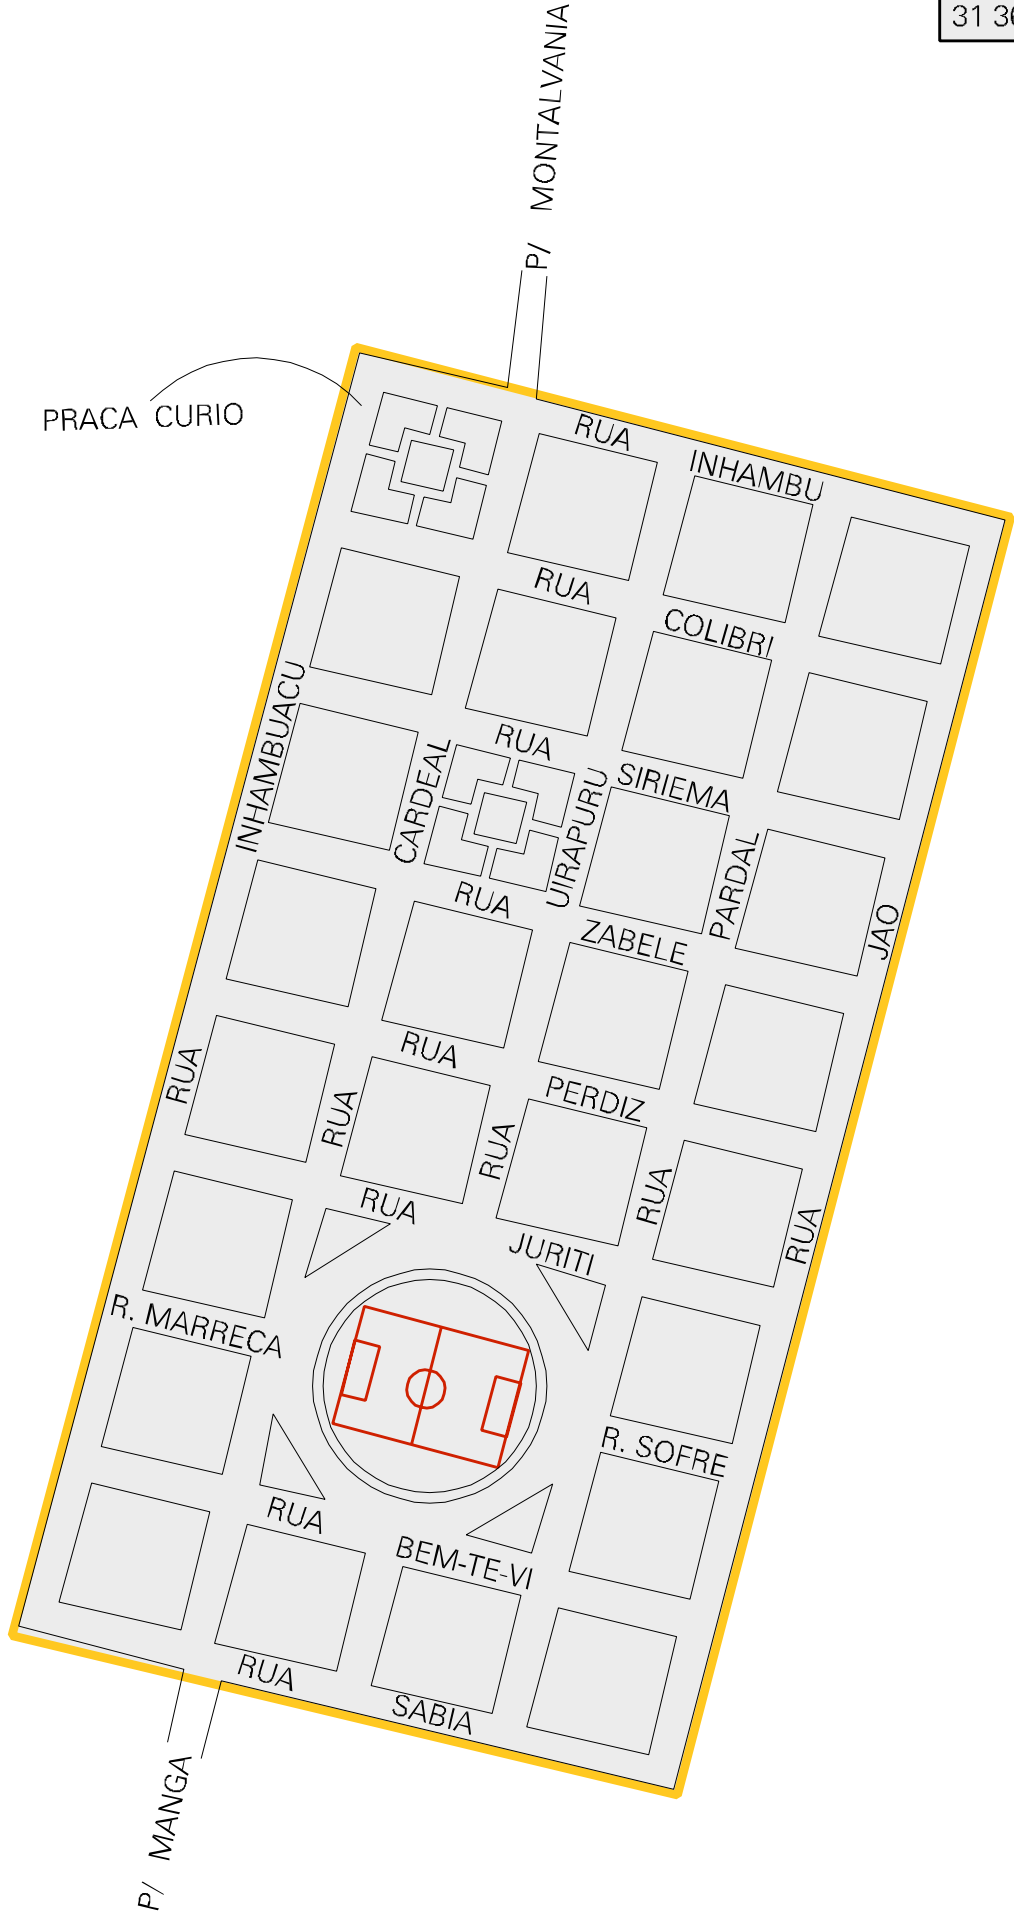 31 36
P/ MONTALVANIA
PRACA CURIO
RUA INHAMBU
RUA COLIBRI
RUA SIRIEMA
RUA ZABELE
RUA PERDIZ
RUA JURITI
RUA INHAMBUACU
RUA CARDEAL
RUA UIRAPURU
RUA PARDAL
RUA JAO
R. MARRECA
R. SOFRE
RUA BEM-TE-VI
RUA SABIA
P/ MANGA